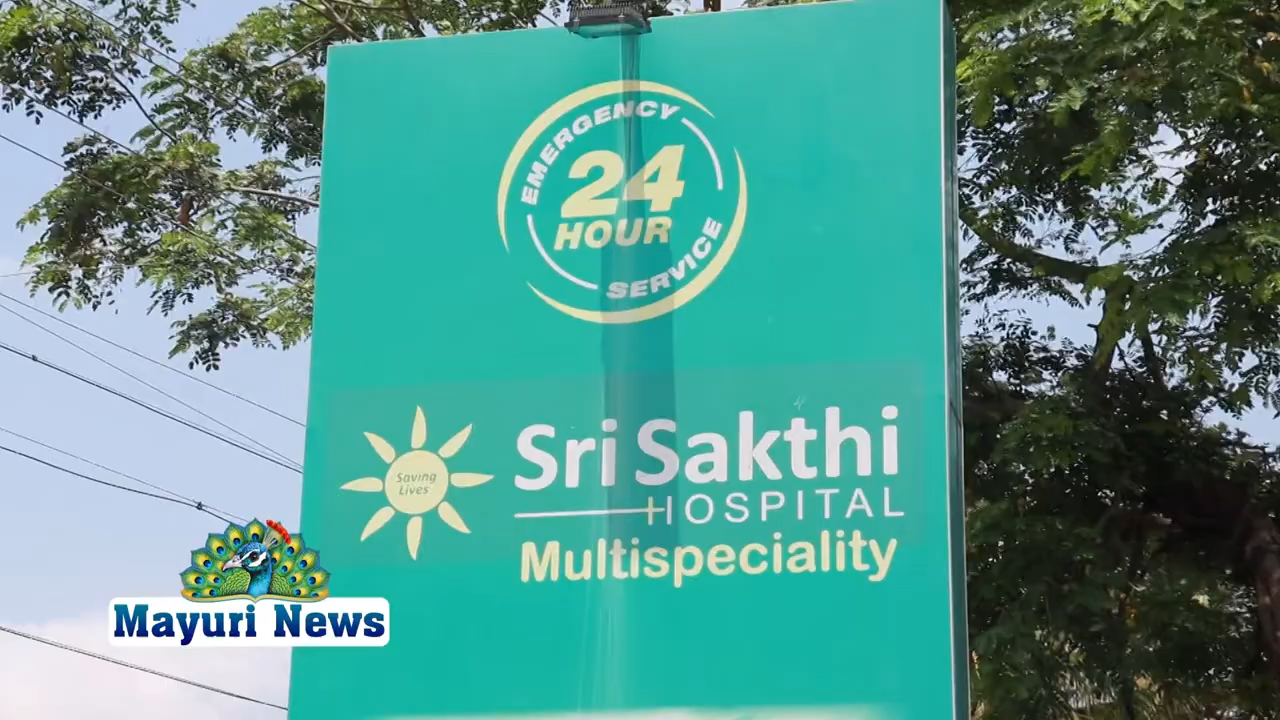 EMERGENCY
24
HOUR
SERVICE
Saving
Lives
Sri Sakthi
HOSPITAL
Multispeciality
Mayuri News